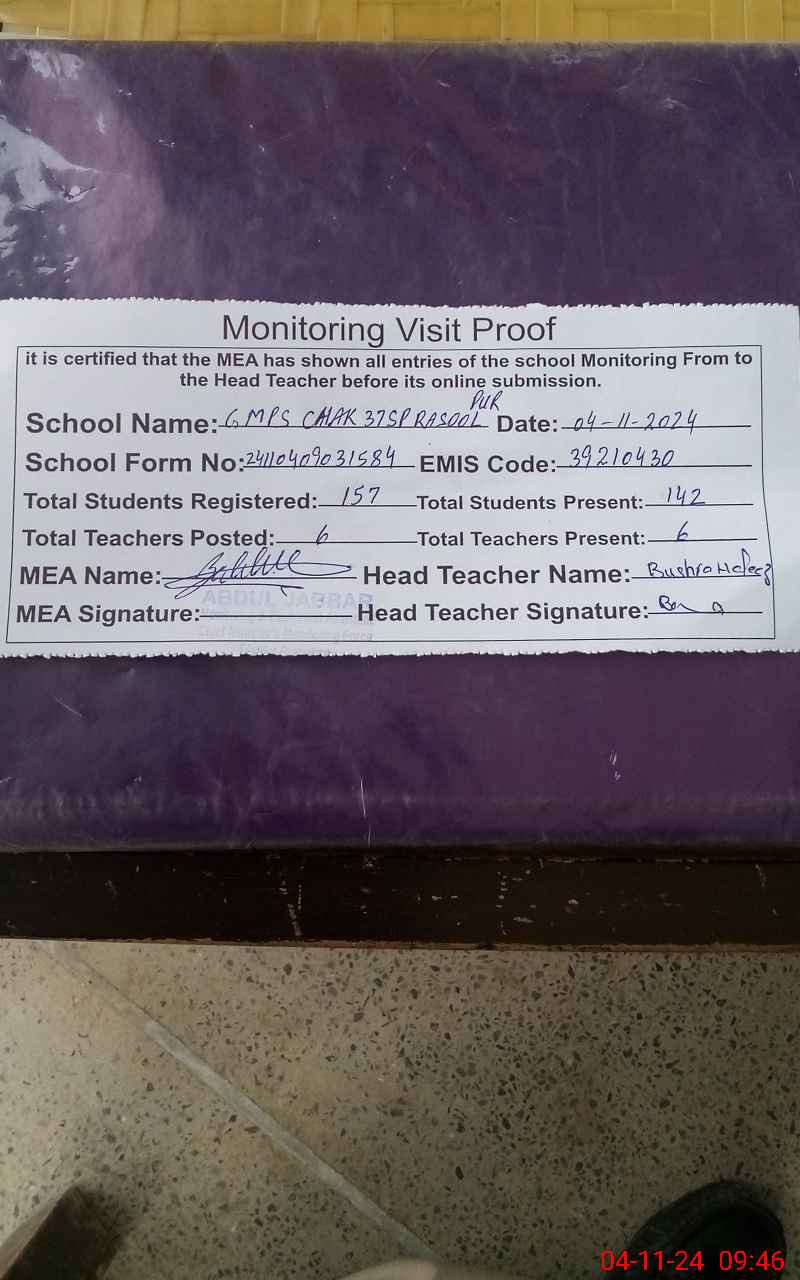 Monitoring Visit Proof
it is certified that the MEA has shown all entries of the school Monitoring From to
the Head Teacher before its online submission.
School Name: GMPS CHAK 37SP RASOOL PUR Date: 04-11-2024
School Form No: 24110409031584 EMIS Code: 39210430
Total Students Registered: 157 Total Students Present: 142
Total Teachers Posted: 6 Total Teachers Present: 6
MEA Name: Head Teacher Name: Bushra Hafeez
ABDUL JABBAR
MEA Signature: Head Teacher Signature:
04-11-24 09:46